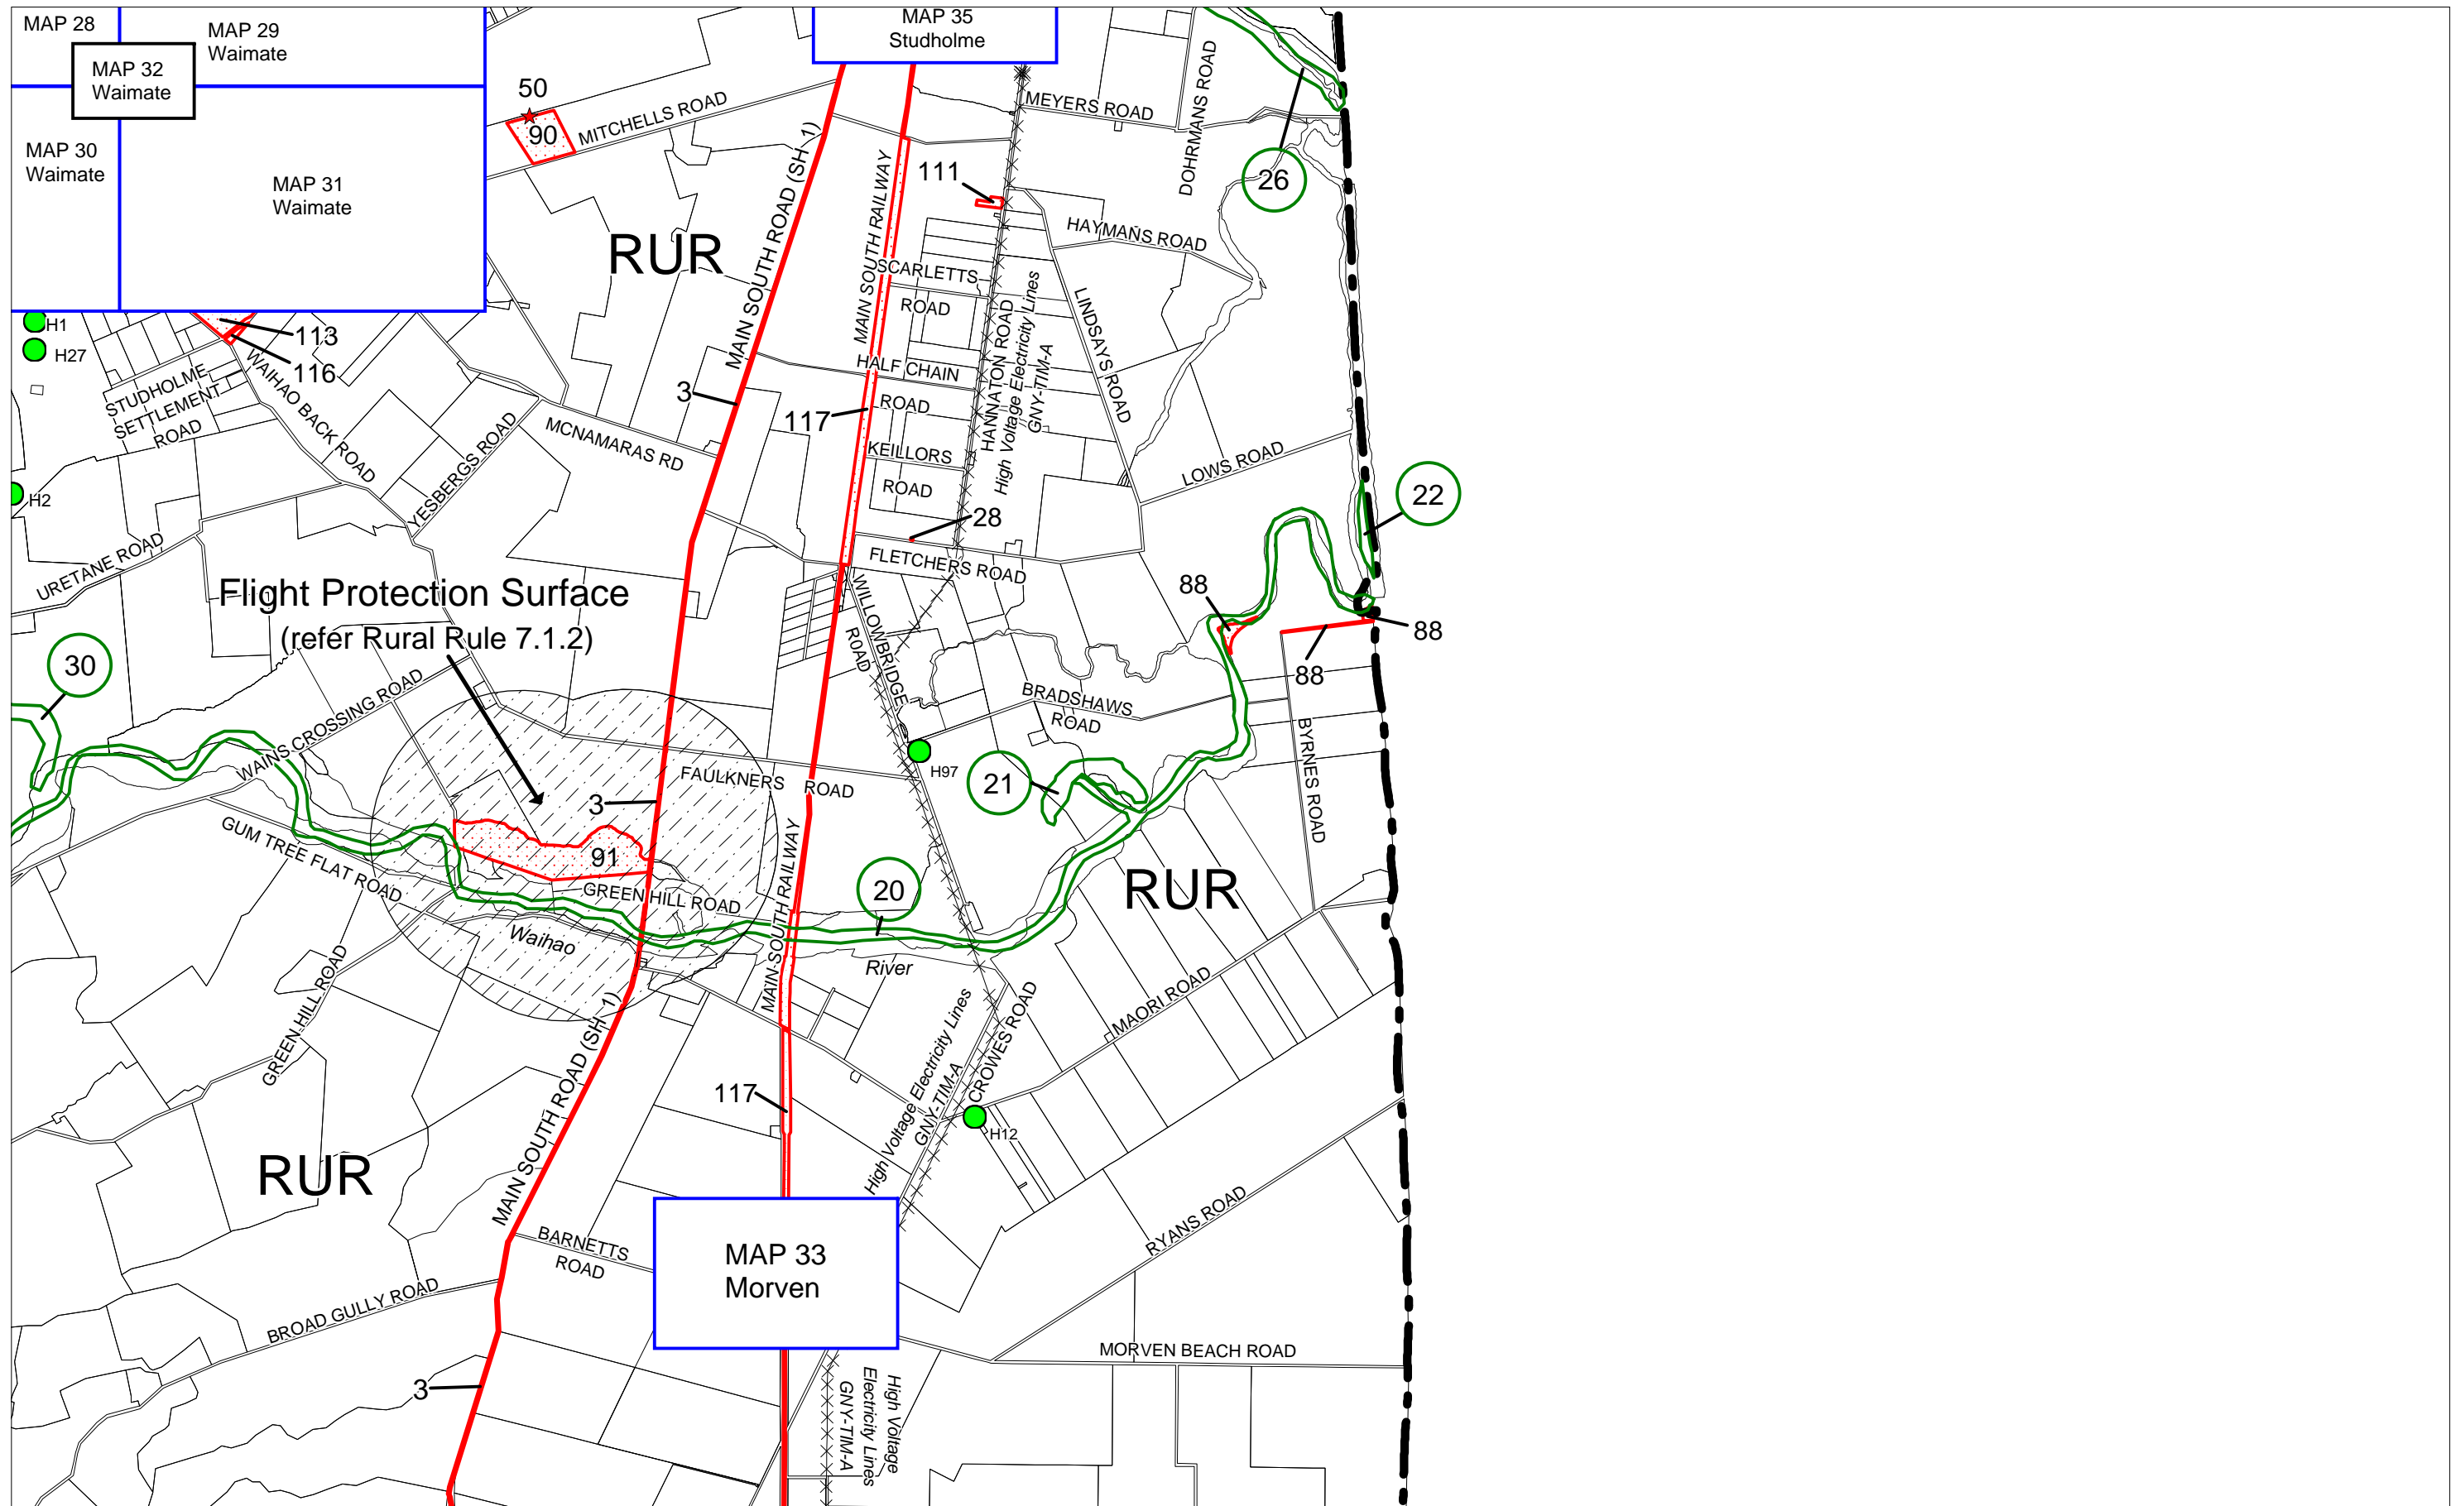 MAP 28
MAP 29
Waimate
MAP 32
Waimate
MAP 30
Waimate
MAP 31
Waimate
MAP 35
Studholme
50
90
MITCHELLS ROAD
MAIN SOUTH ROAD (SH 1)
MAIN SOUTH RAILWAY
MEYERS ROAD
DOHRMANS ROAD
26
111
RUR
HAYMANS ROAD
SCARLETTS
ROAD
HANNATON ROAD
High Voltage Electricity Lines
GNY-TIM-A
LINDSAYS ROAD
H1
H27
113
116
STUDHOLME
SETTLEMENT
ROAD
WAIHAO BACK ROAD
3
HALF CHAIN
ROAD
117
KEILLORS
ROAD
MCNAMARAS RD
YESBERGS ROAD
LOWS ROAD
H2
22
28
URETANE ROAD
FLETCHERS ROAD
Flight Protection Surface
(refer Rural Rule 7.1.2)
WILLOWBRIDGE
ROAD
88
88
88
30
WAINS CROSSING ROAD
BRADSHAWS
ROAD
BYRNES ROAD
H97
21
FAULKNERS ROAD
3
GUM TREE FLAT ROAD
91
GREEN HILL ROAD
20
RUR
MAIN SOUTH RAILWAY
Waihao
River
GREEN HILL ROAD
MAORI ROAD
MAIN SOUTH ROAD (SH 1)
High Voltage Electricity Lines
GNY-TIM-A
CROWES ROAD
117
H12
RUR
BARNETTS
ROAD
MAP 33
Morven
RYANS ROAD
BROAD GULLY ROAD
MORVEN BEACH ROAD
3
High Voltage
Electricity Lines
GNY-TIM-A